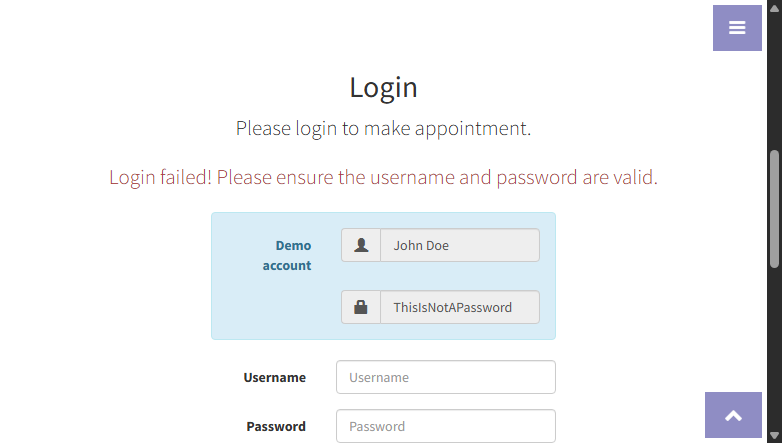 Login
Please login to make appointment.
Login failed! Please ensure the username and password are valid.
Demo
account
John Doe
ThisIsNotAPassword
Username
Username
Password
Password